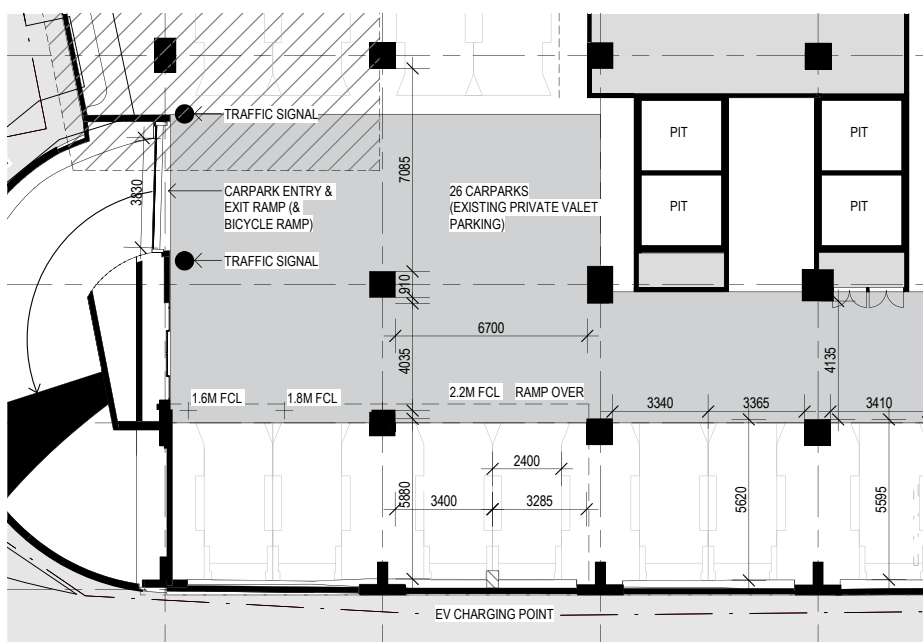 TRAFFIC SIGNAL
PIT
PIT
3830
7085
CARPARK ENTRY &
EXIT RAMP (&
BICYCLE RAMP)
26 CARPARKS
(EXISTING PRIVATE VALET
PARKING)
PIT
PIT
TRAFFIC SIGNAL
910
6700
4035
4135
1.6M FCL
1.8M FCL
2.2M FCL
RAMP OVER
3340
3365
3410
2400
5880
3400
3285
5620
5595
EV CHARGING POINT